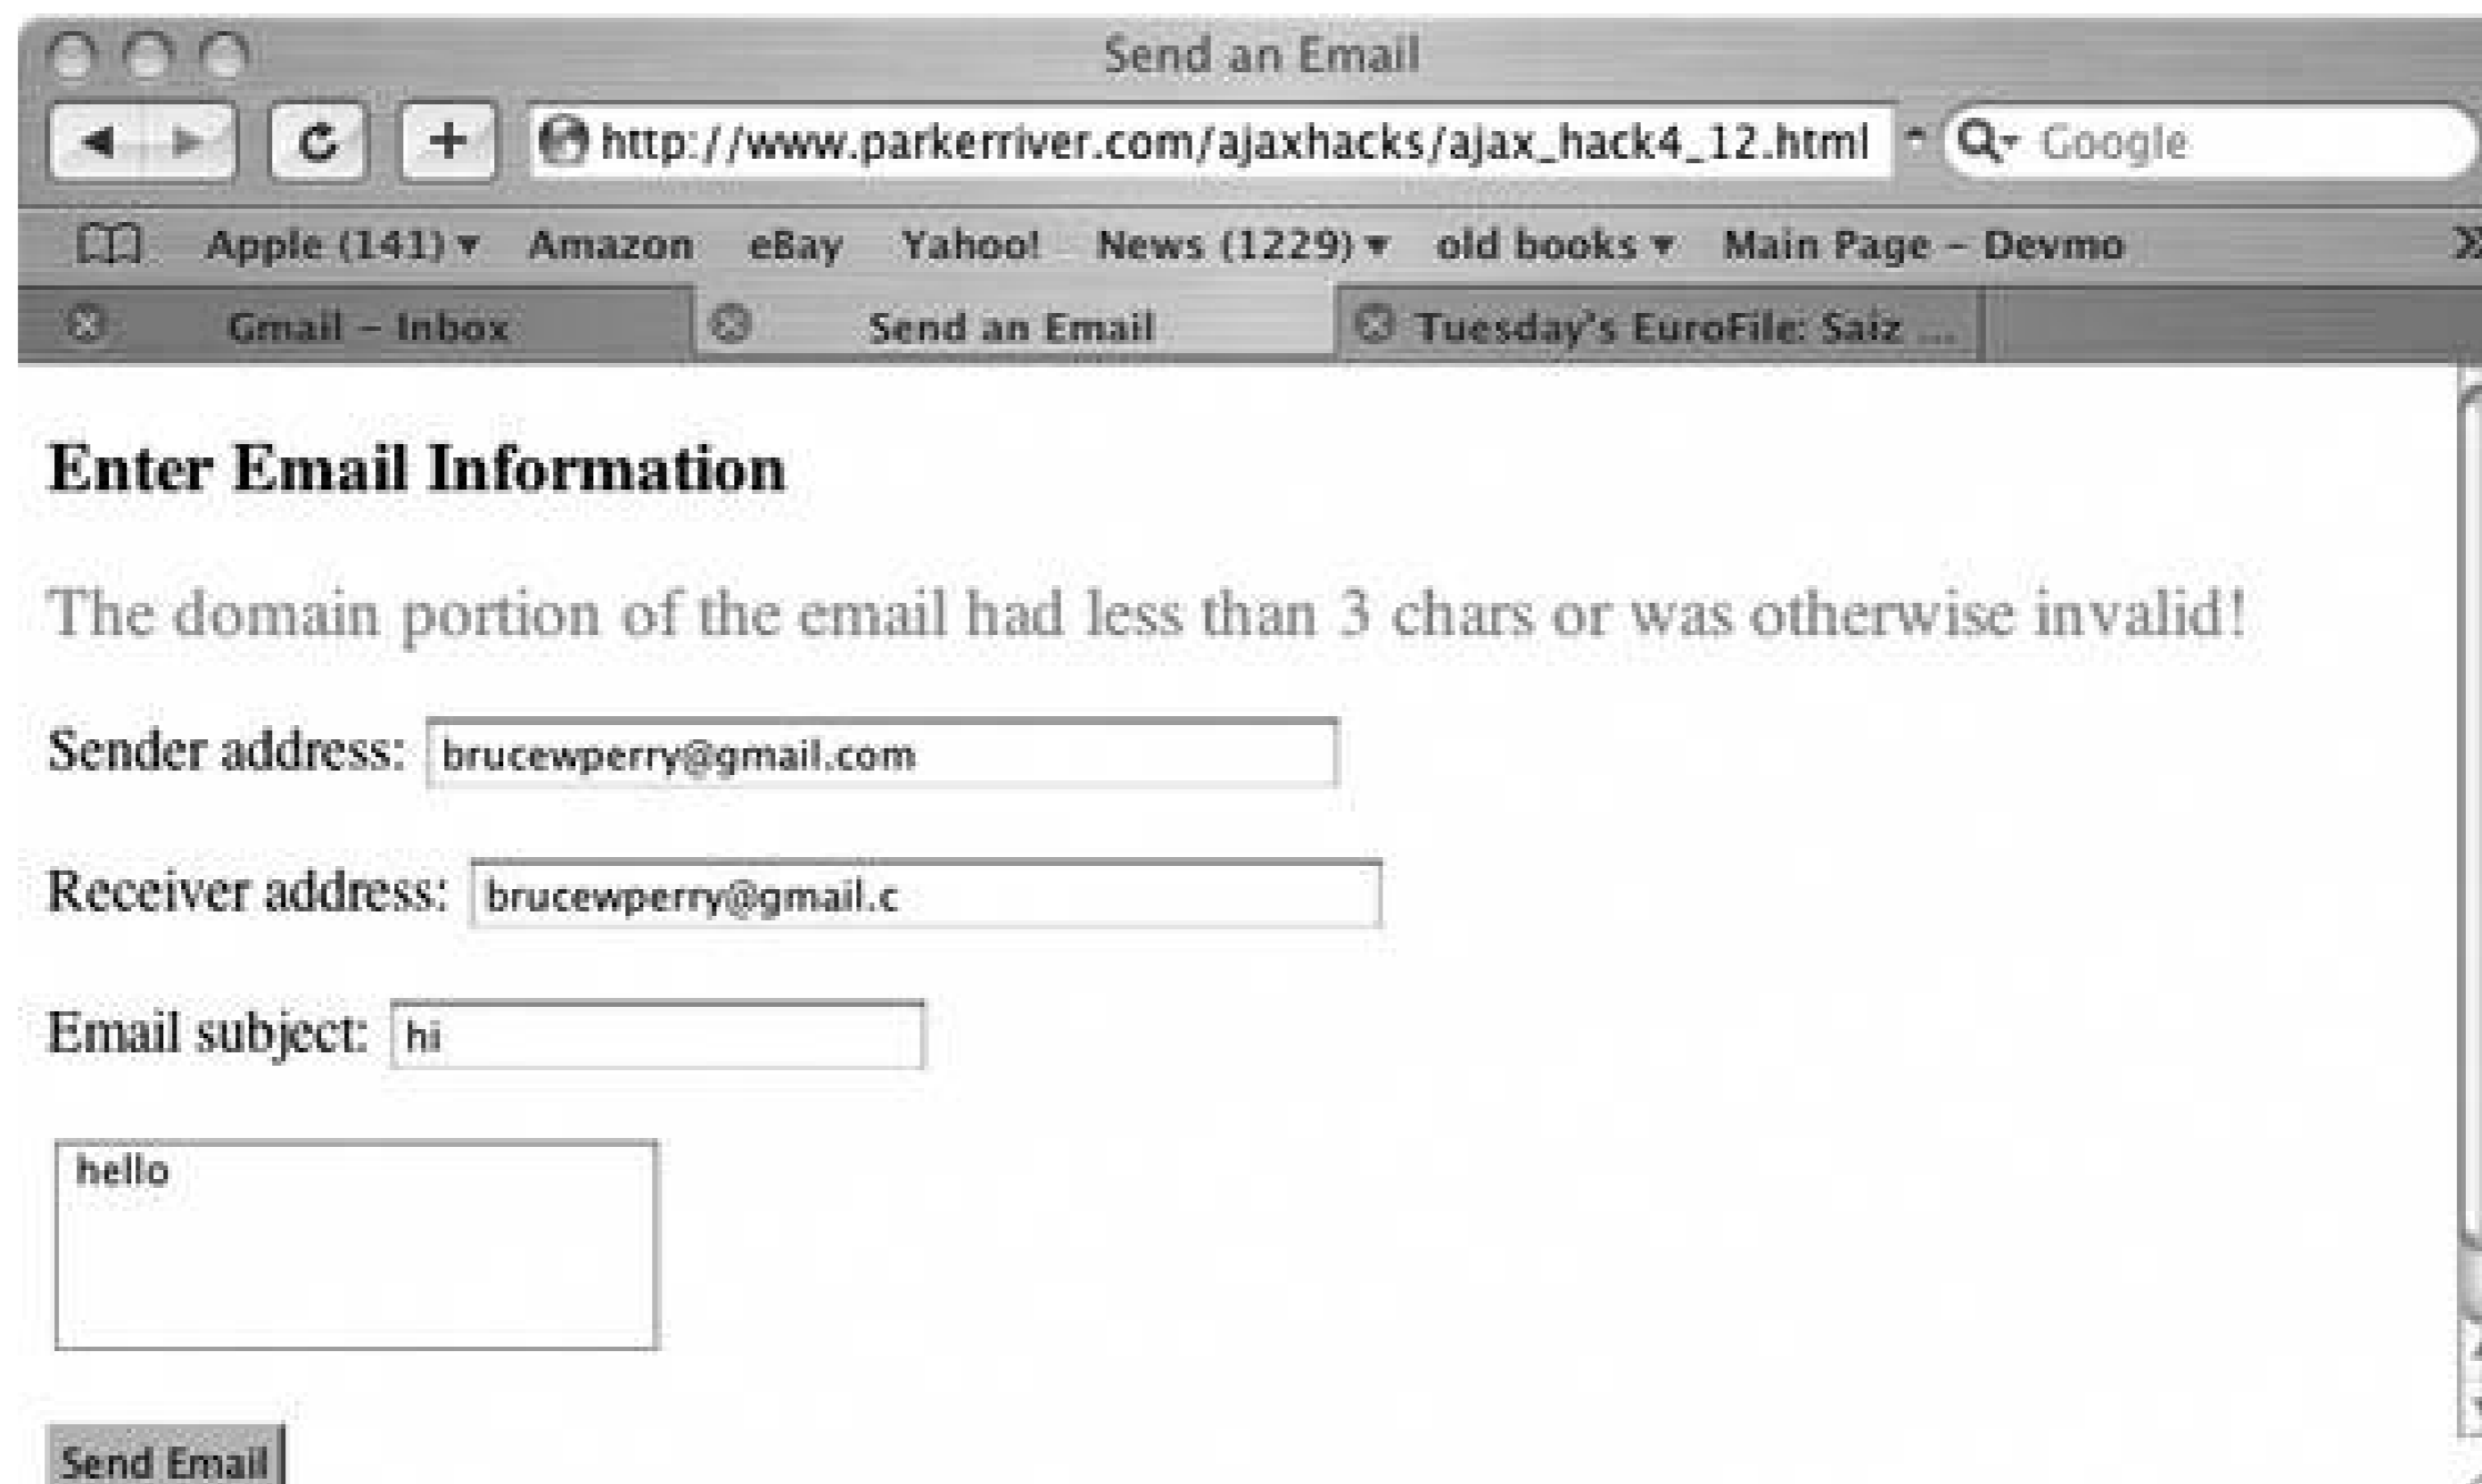 Send an Email
http://www.parkerriver.com/ajaxhacks/ajax_hack4_12.html Google
Apple (141) Amazon eBay Yahoo! News (1229) old books Main Page – Devmo »
Gmail – Inbox Send an Email Tuesday's EuroFile: Saiz ...
Enter Email Information
The domain portion of the email had less than 3 chars or was otherwise invalid!
Sender address: brucewperry@gmail.com
Receiver address: brucewperry@gmail.c
Email subject: hi
hello
Send Email